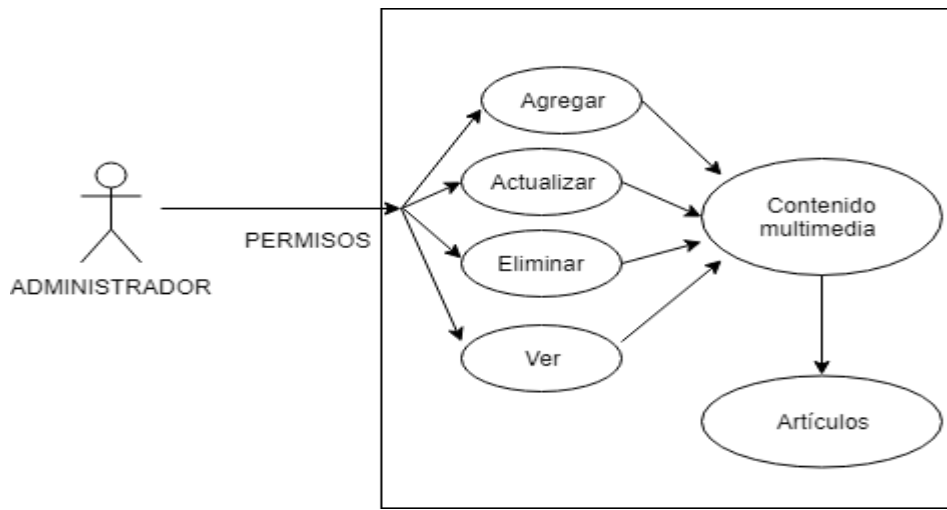 ADMINISTRADOR
PERMISOS
Agregar
Actualizar
Eliminar
Ver
Contenido
multimedia
Artículos